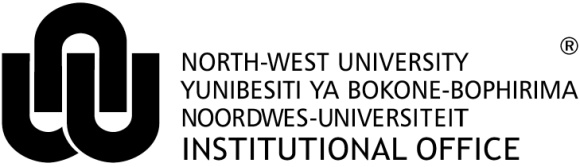 NORTH-WEST UNIVERSITY
YUNIBESITI YA BOKONE-BOPHIRIMA
NOORDWES-UNIVERSITEIT
INSTITUTIONAL OFFICE
®